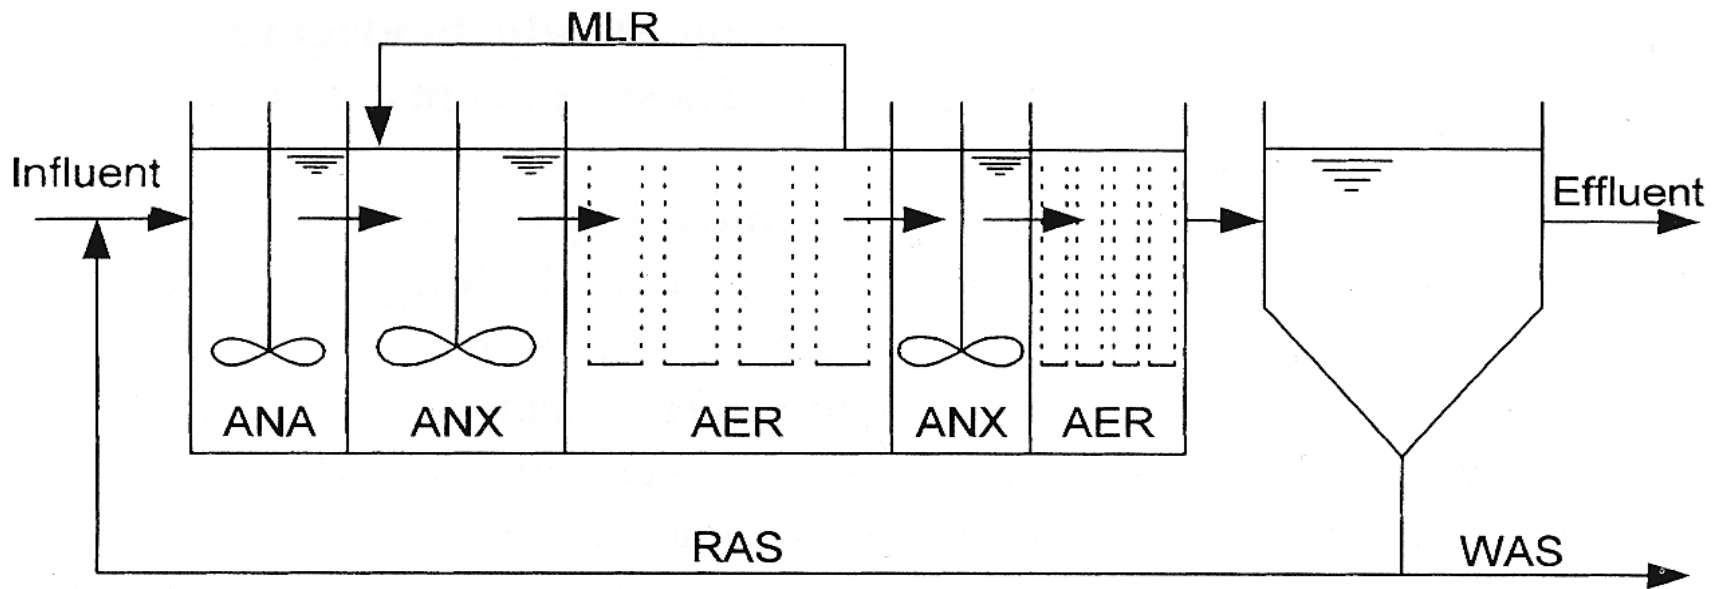 MLR
Influent
Effluent
ANA
ANX
AER
ANX
AER
RAS
WAS